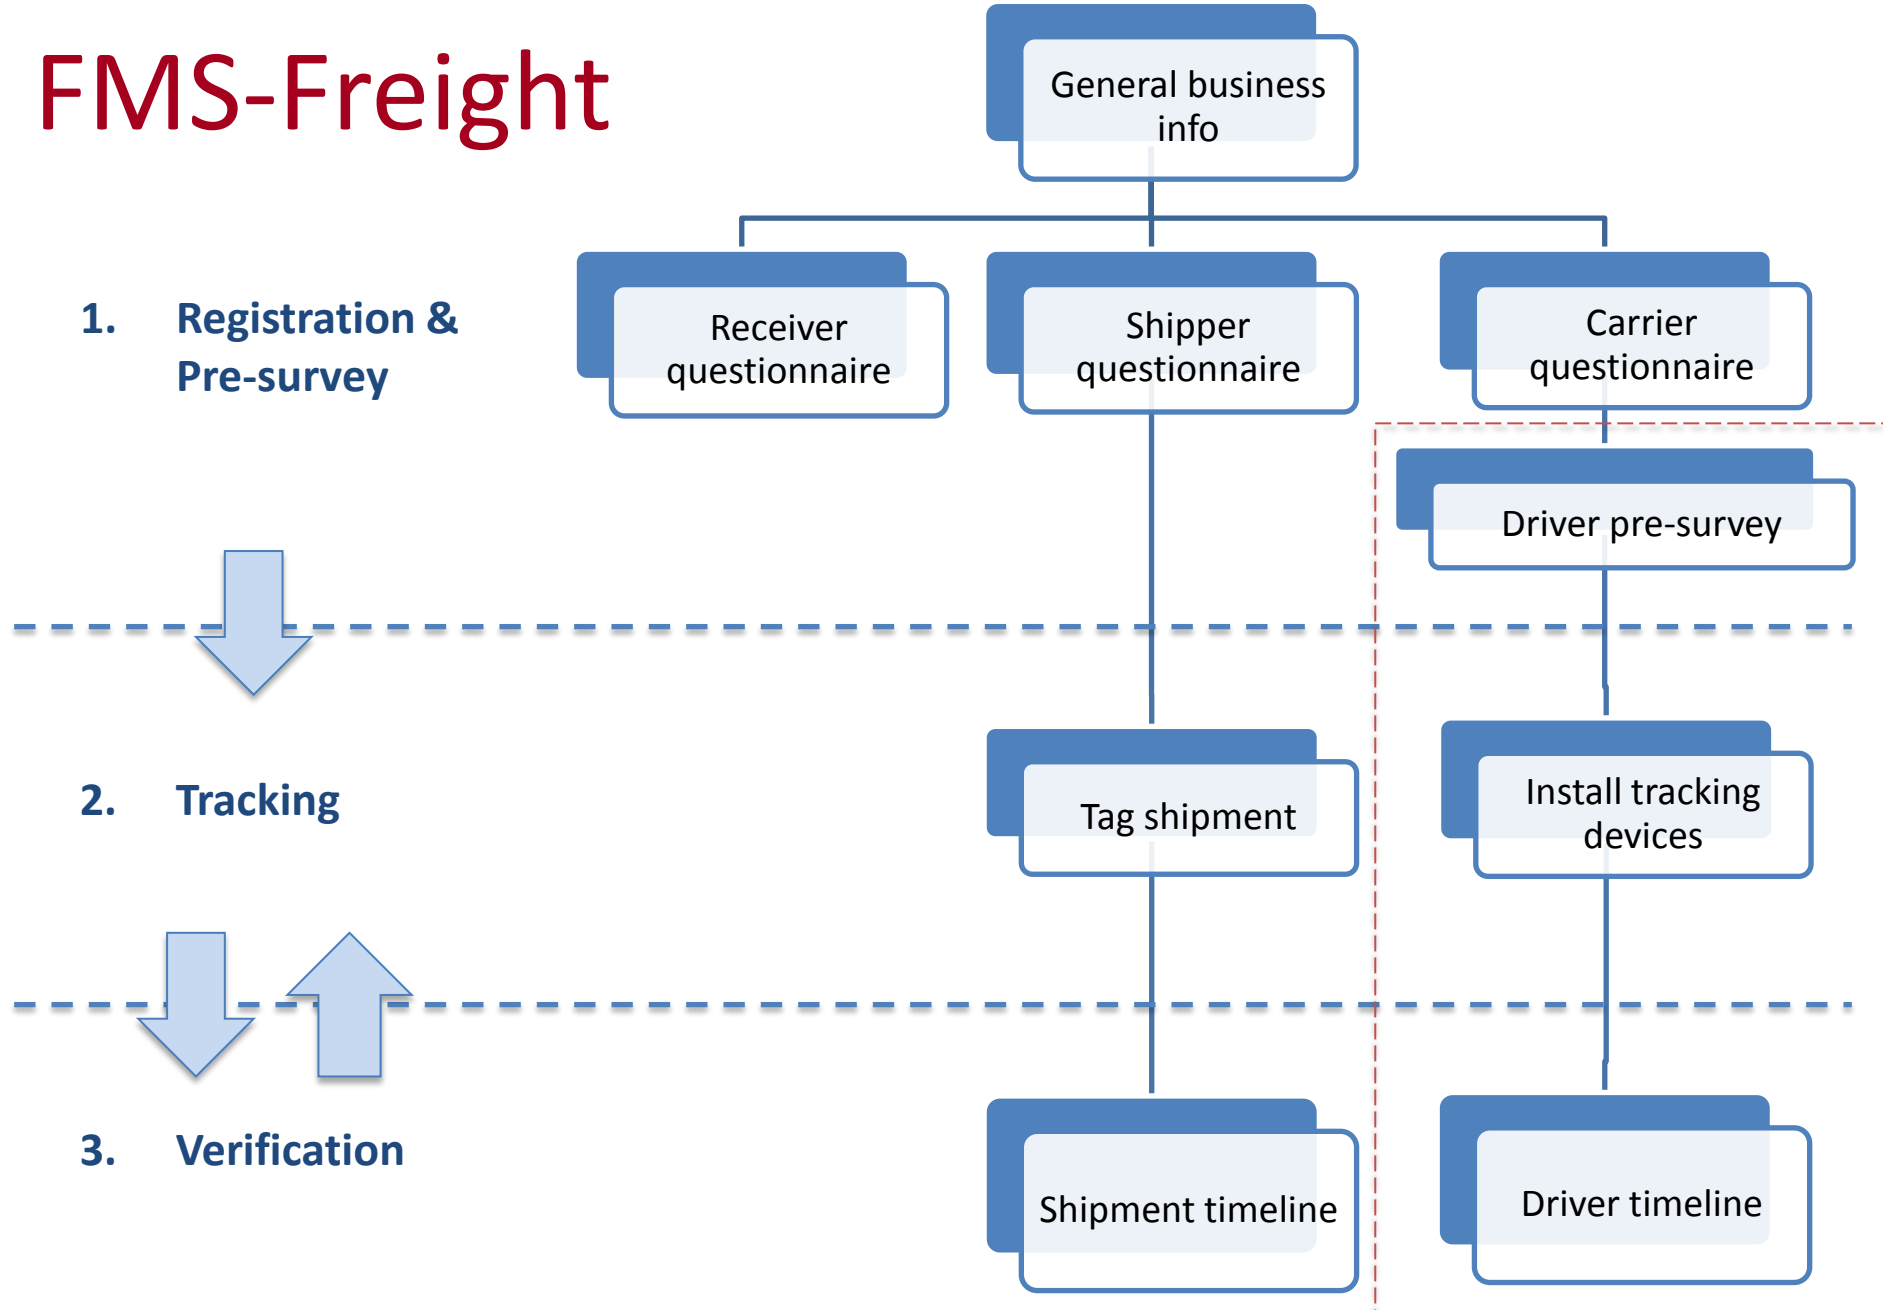 FMS-Freight
General business
info
1. Registration &
Pre-survey
Receiver
questionnaire
Shipper
questionnaire
Carrier
questionnaire
Driver pre-survey
2. Tracking
Tag shipment
Install tracking
devices
3. Verification
Shipment timeline
Driver timeline